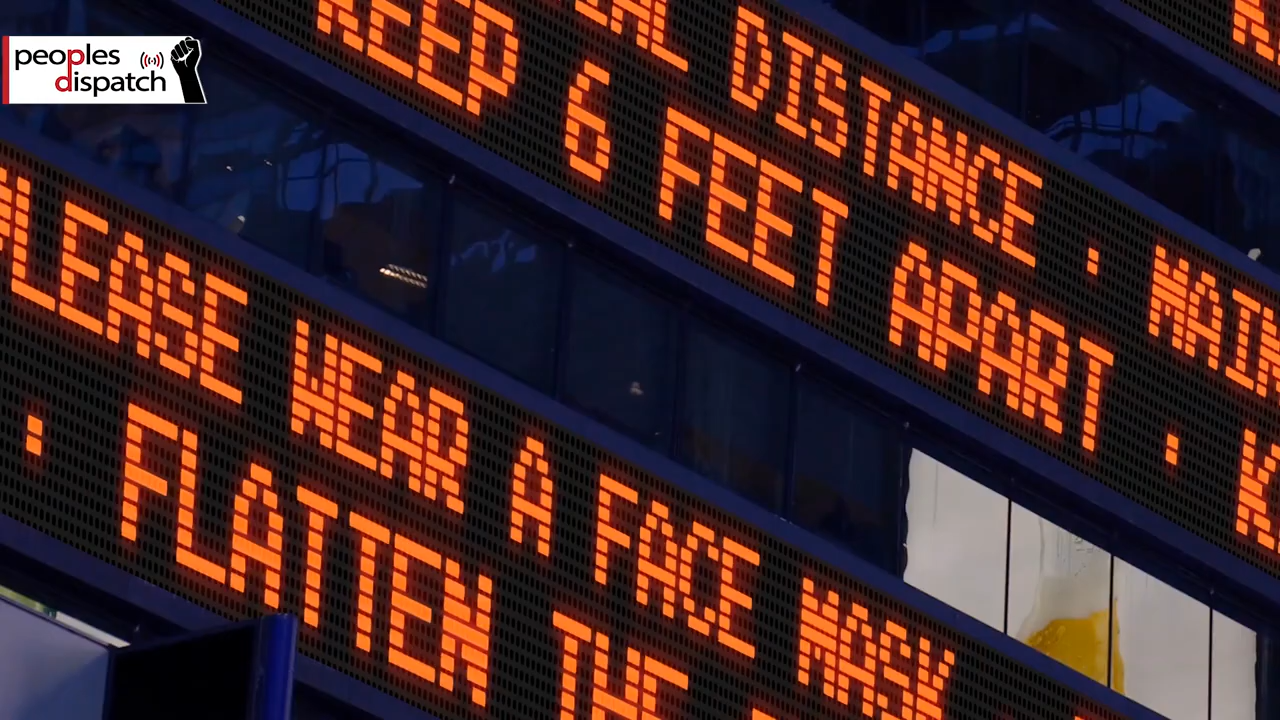 peoples
dispatch
DISTANCE · MAIN
KEEP 6 FEET APART · K
PLEASE WEAR A FACE MASK
· FLATTEN THE